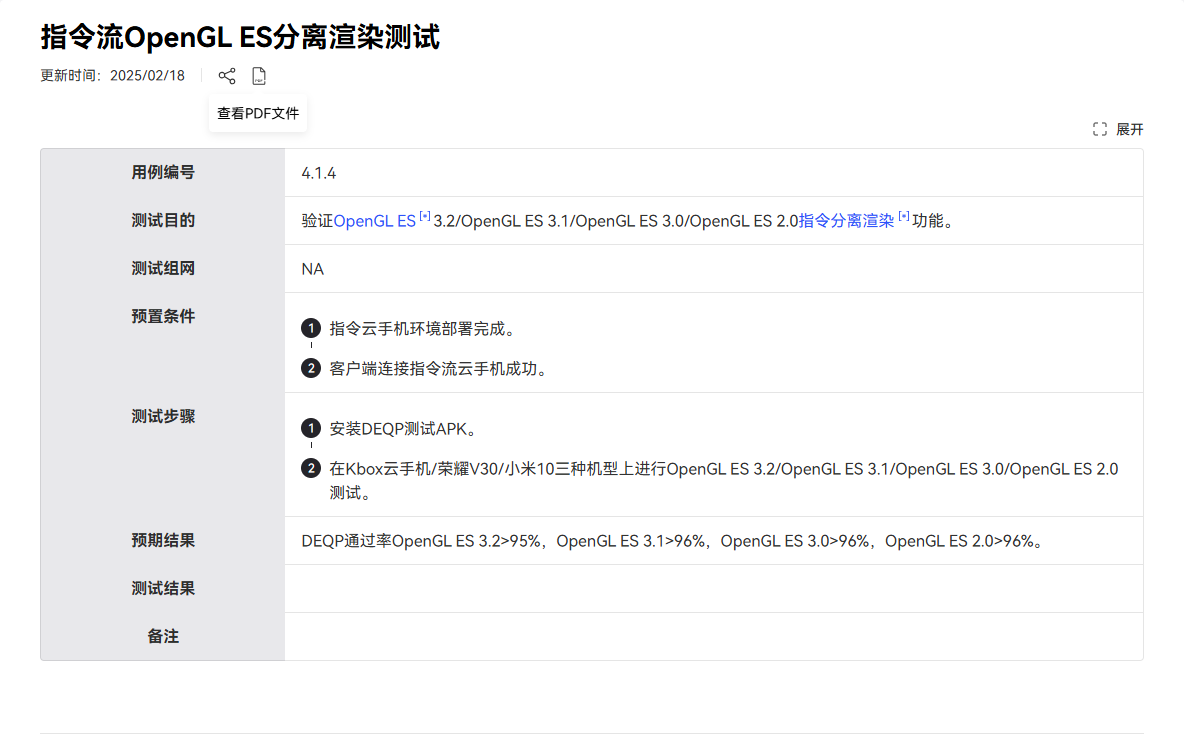 指令流OpenGL ES分离渲染测试
更新时间：2025/02/18
查看PDF文件
展开
用例编号
4.1.4
测试目的
验证OpenGL ES[*] 3.2/OpenGL ES 3.1/OpenGL ES 3.0/OpenGL ES 2.0指令分离渲染[*]功能。
测试组网
NA
预置条件
1 指令云手机环境部署完成。
2 客户端连接指令流云手机成功。
测试步骤
1 安装DEQP测试APK。
2 在Kbox云手机/荣耀V30/小米10三种机型上进行OpenGL ES 3.2/OpenGL ES 3.1/OpenGL ES 3.0/OpenGL ES 2.0
测试。
预期结果
DEQP通过率OpenGL ES 3.2>95%，OpenGL ES 3.1>96%，OpenGL ES 3.0>96%，OpenGL ES 2.0>96%。
测试结果
备注